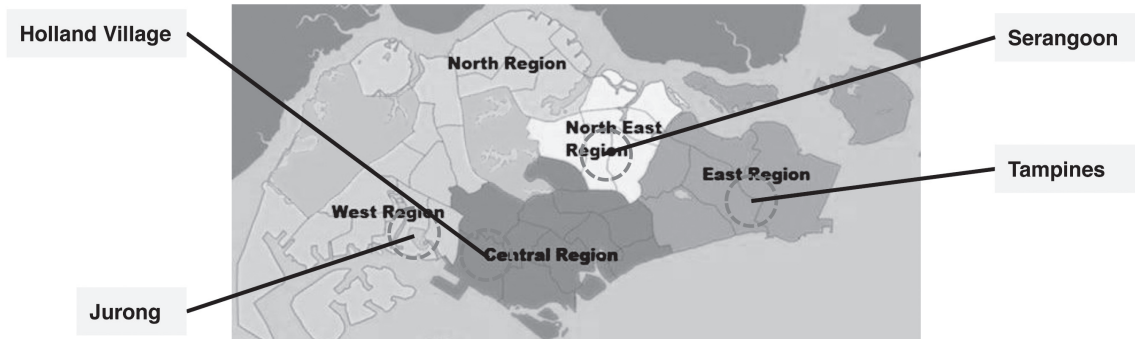 Holland Village
Serangoon
North Region
North East
Region
Tampines
East Region
West Region
Central Region
Jurong